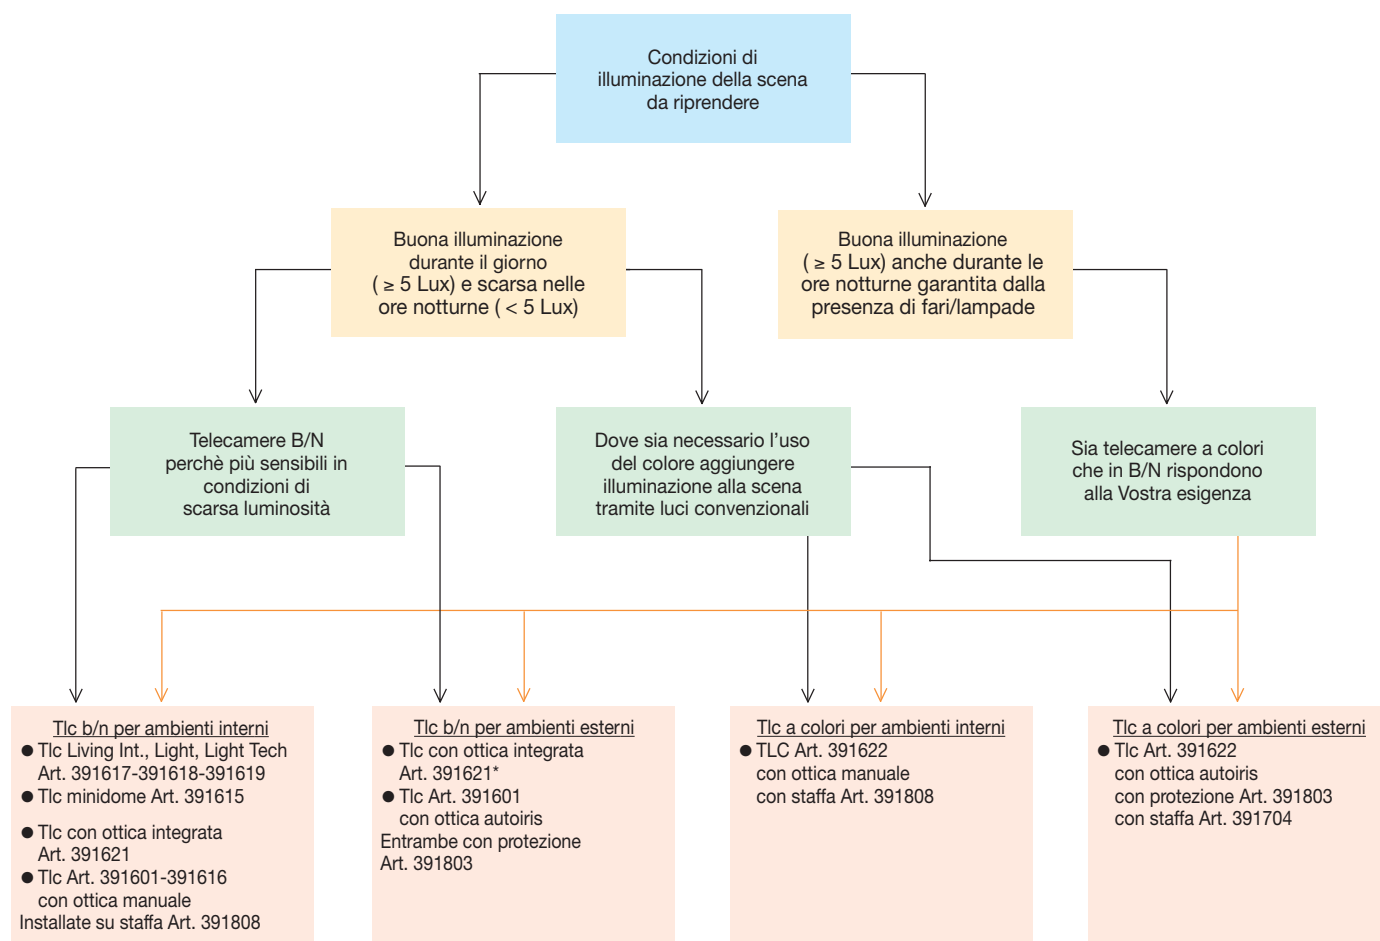 Condizioni di
illuminazione della scena
da riprendere
Buona illuminazione
durante il giorno
( ≥ 5 Lux) e scarsa nelle
ore notturne ( < 5 Lux)
Buona illuminazione
( ≥ 5 Lux) anche durante le
ore notturne garantita dalla
presenza di fari/lampade
Telecamere B/N
perchè più sensibili in
condizioni di
scarsa luminosità
Dove sia necessario l'uso
del colore aggiungere
illuminazione alla scena
tramite luci convenzionali
Sia telecamere a colori
che in B/N rispondono
alla Vostra esigenza
Tlc b/n per ambienti interni
● Tlc Living Int., Light, Light Tech
Art. 391617-391618-391619
● Tlc minidome Art. 391615
● Tlc con ottica integrata
Art. 391621
● Tlc Art. 391601-391616
con ottica manuale
Installate su staffa Art. 391808
Tlc b/n per ambienti esterni
● Tlc con ottica integrata
Art. 391621*
● Tlc Art. 391601
con ottica autoiris
Entrambe con protezione
Art. 391803
Tlc a colori per ambienti interni
● TLC Art. 391622
con ottica manuale
con staffa Art. 391808
Tlc a colori per ambienti esterni
● Tlc Art. 391622
con ottica autoiris
con protezione Art. 391803
con staffa Art. 391704